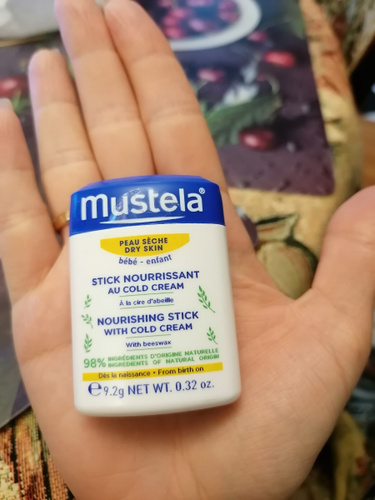 mustela®
PEAU SÈCHE
DRY SKIN
bébé - enfant
STICK NOURRISSANT
AU COLD CREAM
À la cire d'abeille
NOURISHING STICK
WITH COLD CREAM
With beeswax
98% INGRÉDIENTS D'ORIGINE NATURELLE
INGREDIENTS OF NATURAL ORIGIN
Dès la naissance • From birth on
℮9.2g NET WT. 0.32 oz.